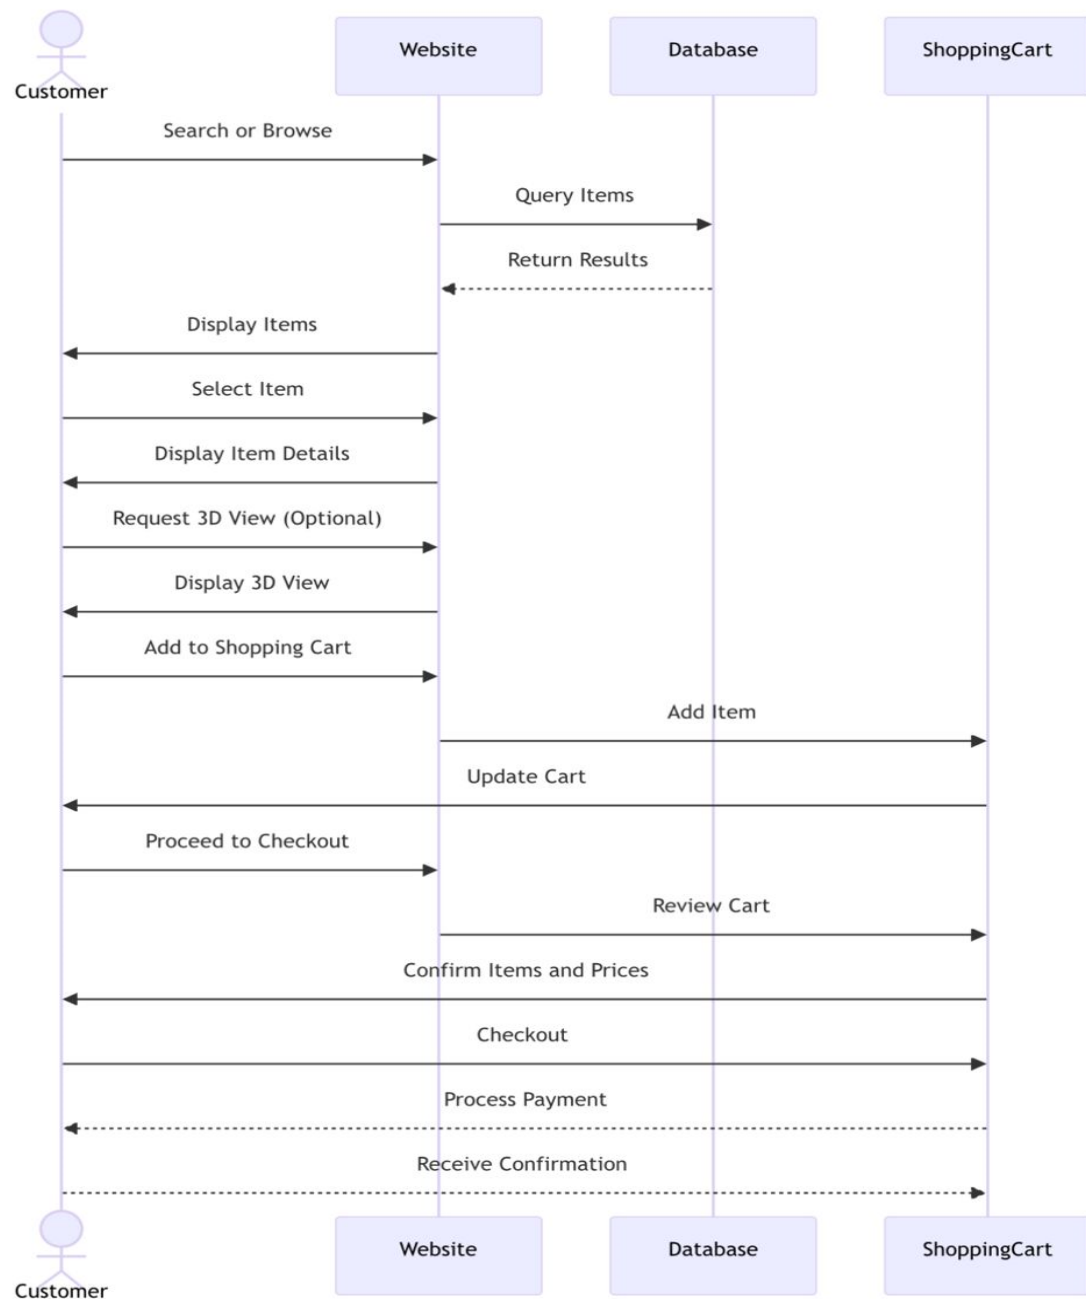 Customer
Website
Database
ShoppingCart
Search or Browse
Query Items
Return Results
Display Items
Select Item
Display Item Details
Request 3D View (Optional)
Display 3D View
Add to Shopping Cart
Add Item
Update Cart
Proceed to Checkout
Review Cart
Confirm Items and Prices
Checkout
Process Payment
Receive Confirmation
Customer
Website
Database
ShoppingCart